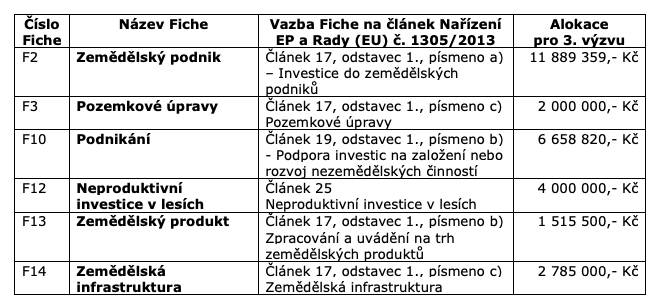 Číslo Fiche | Název Fiche | Vazba Fiche na článek Nařízení EP a Rady (EU) č. 1305/2013 | Alokace pro 3. výzvu
F2 | Zemědělský podnik | Článek 17, odstavec 1., písmeno a) – Investice do zemědělských podniků | 11 889 359,- Kč
F3 | Pozemkové úpravy | Článek 17, odstavec 1., písmeno c) Pozemkové úpravy | 2 000 000,- Kč
F10 | Podnikání | Článek 19, odstavec 1., písmeno b) - Podpora investic na založení nebo rozvoj nezemědělských činností | 6 658 820,- Kč
F12 | Neproduktivní investice v lesích | Článek 25 Neproduktivní investice v lesích | 4 000 000,- Kč
F13 | Zemědělský produkt | Článek 17, odstavec 1., písmeno b) Zpracování a uvádění na trh zemědělských produktů | 1 515 500,- Kč
F14 | Zemědělská infrastruktura | Článek 17, odstavec 1., písmeno c) Zemědělská infrastruktura | 2 785 000,- Kč